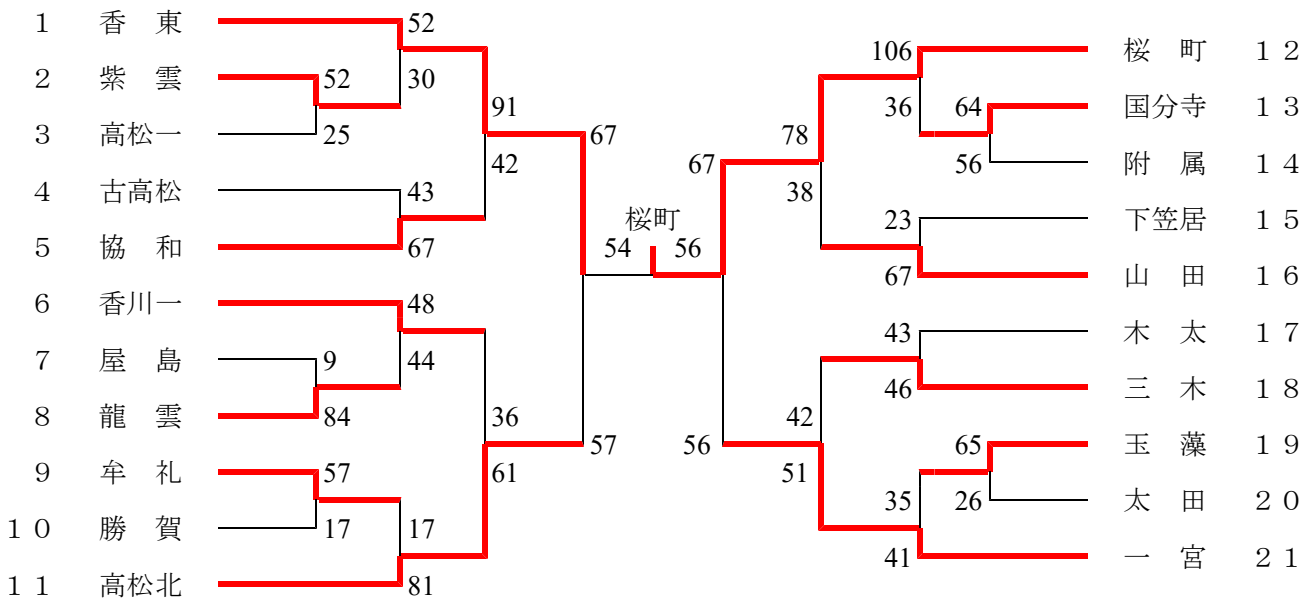 1 香 東 52
106 桜 町 １２
2 紫 雲 52 30
36 64 国分寺 １３
3 高松一 25 91
78 56 附 属 １４
42 67
67 38
4 古高松 43
23 下笠居 １５
桜町
5 協 和 67
54 56
67 山 田 １６
6 香川一 48
43 木 太 １７
7 屋 島 9 44
46 三 木 １８
8 龍 雲 84 36
42 65 玉 藻 １９
57 56
9 牟 礼 57 61
51 35 26 太 田 ２０
１０ 勝 賀 17 17
41 一 宮 ２１
１１ 高松北 81